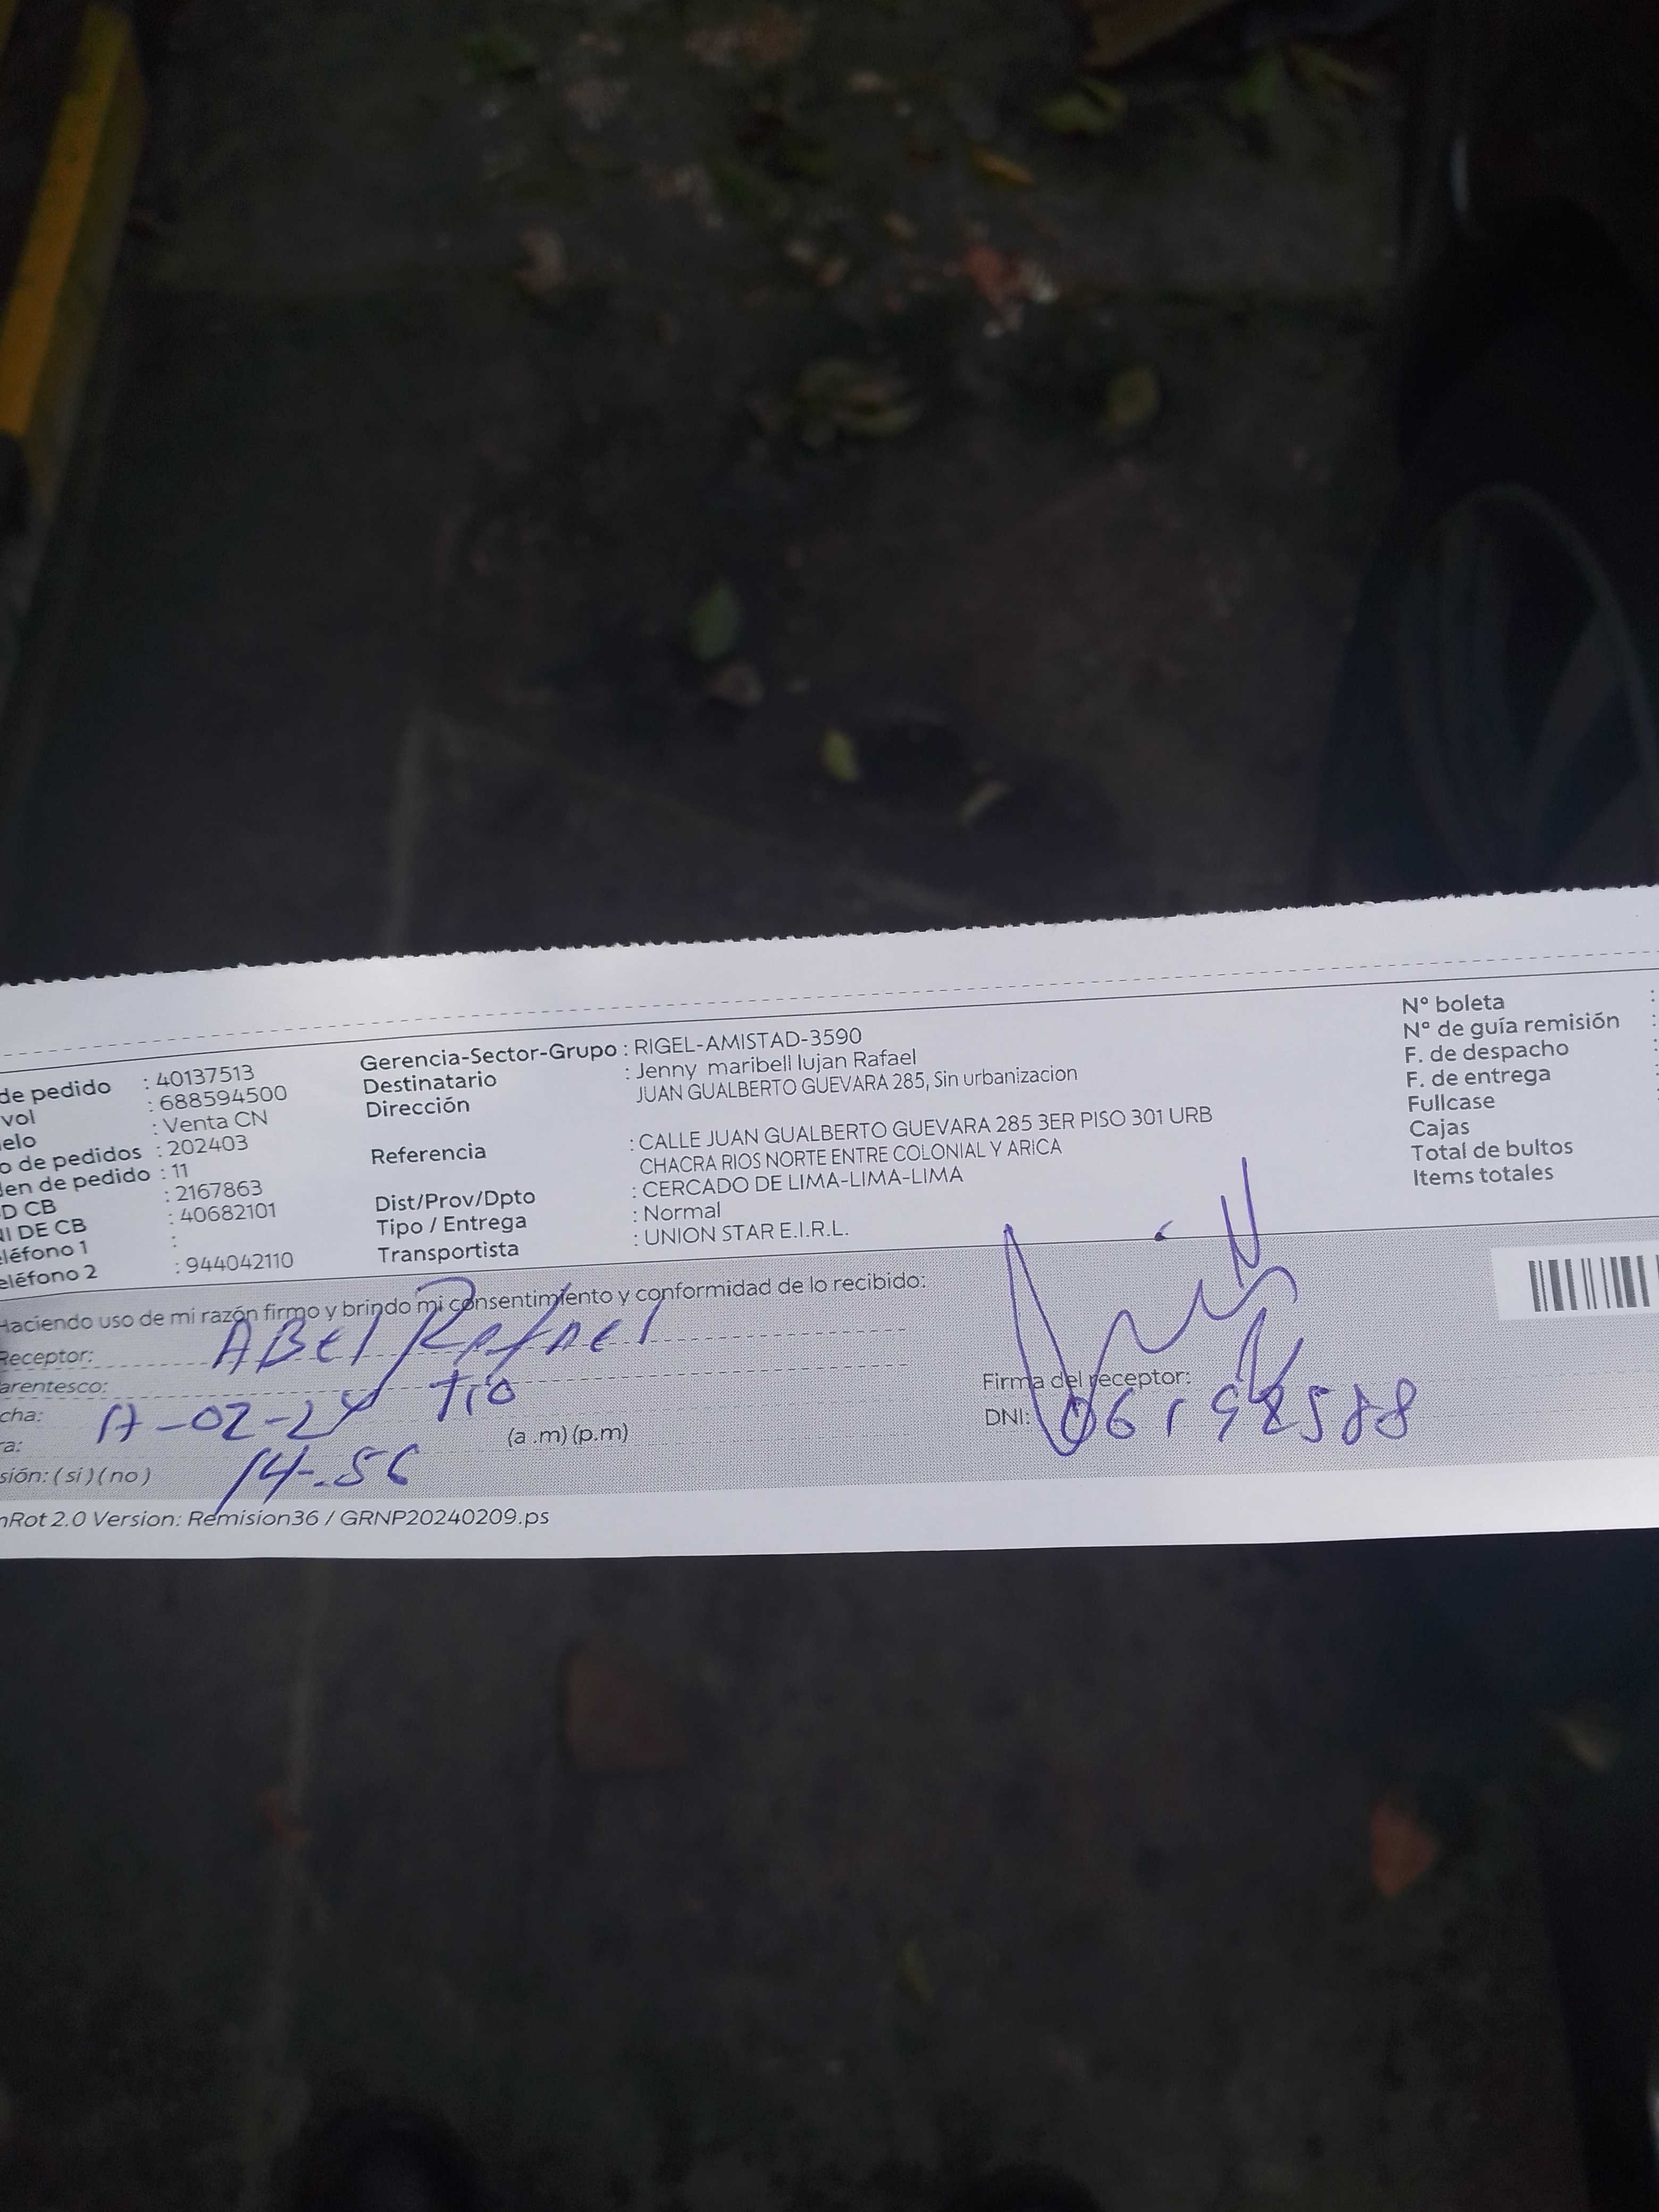 de pedido : 40137513
vol : 688594500
elo : Venta CN
o de pedidos : 202403
den de pedido : 11
D CB : 2167863
NI DE CB : 40682101
eléfono 1 :
eléfono 2 : 944042110
Gerencia-Sector-Grupo : RIGEL-AMISTAD-3590
Destinatario : Jenny maribell lujan Rafael
Dirección JUAN GUALBERTO GUEVARA 285, Sin urbanizacion
Referencia : CALLE JUAN GUALBERTO GUEVARA 285 3ER PISO 301 URB
CHACRA RIOS NORTE ENTRE COLONIAL Y ARICA
Dist/Prov/Dpto : CERCADO DE LIMA-LIMA-LIMA
Tipo / Entrega : Normal
Transportista : UNION STAR E.I.R.L.
Nº boleta :
Nº de guía remisión :
F. de despacho :
F. de entrega :
Fullcase
Cajas
Total de bultos
Items totales
Haciendo uso de mi razón firmo y brindo mi consentimiento y conformidad de lo recibido:
Receptor: ABEl Rafael
arentesco: Tio
cha: 17-02-24
ra: 14-56 (a .m) (p.m)
sión: ( si ) ( no )
Firma del receptor:
DNI:
nRot 2.0 Version: Remision36 / GRNP20240209.ps